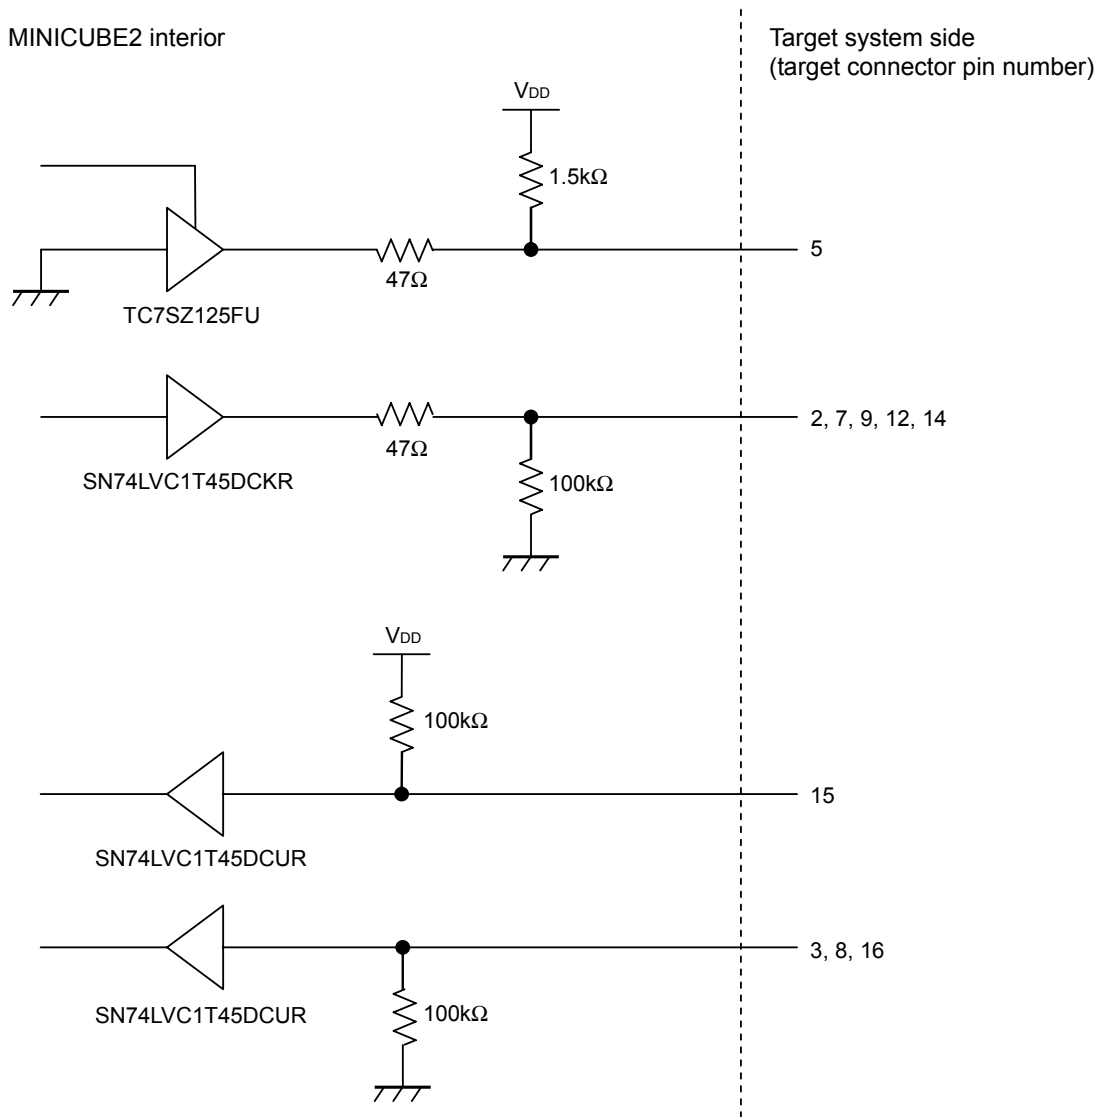 MINICUBE2 interior
Target system side
(target connector pin number)
VDD
1.5kΩ
5
47Ω
TC7SZ125FU
2, 7, 9, 12, 14
47Ω
SN74LVC1T45DCKR
100kΩ
VDD
100kΩ
15
SN74LVC1T45DCUR
3, 8, 16
SN74LVC1T45DCUR
100kΩ